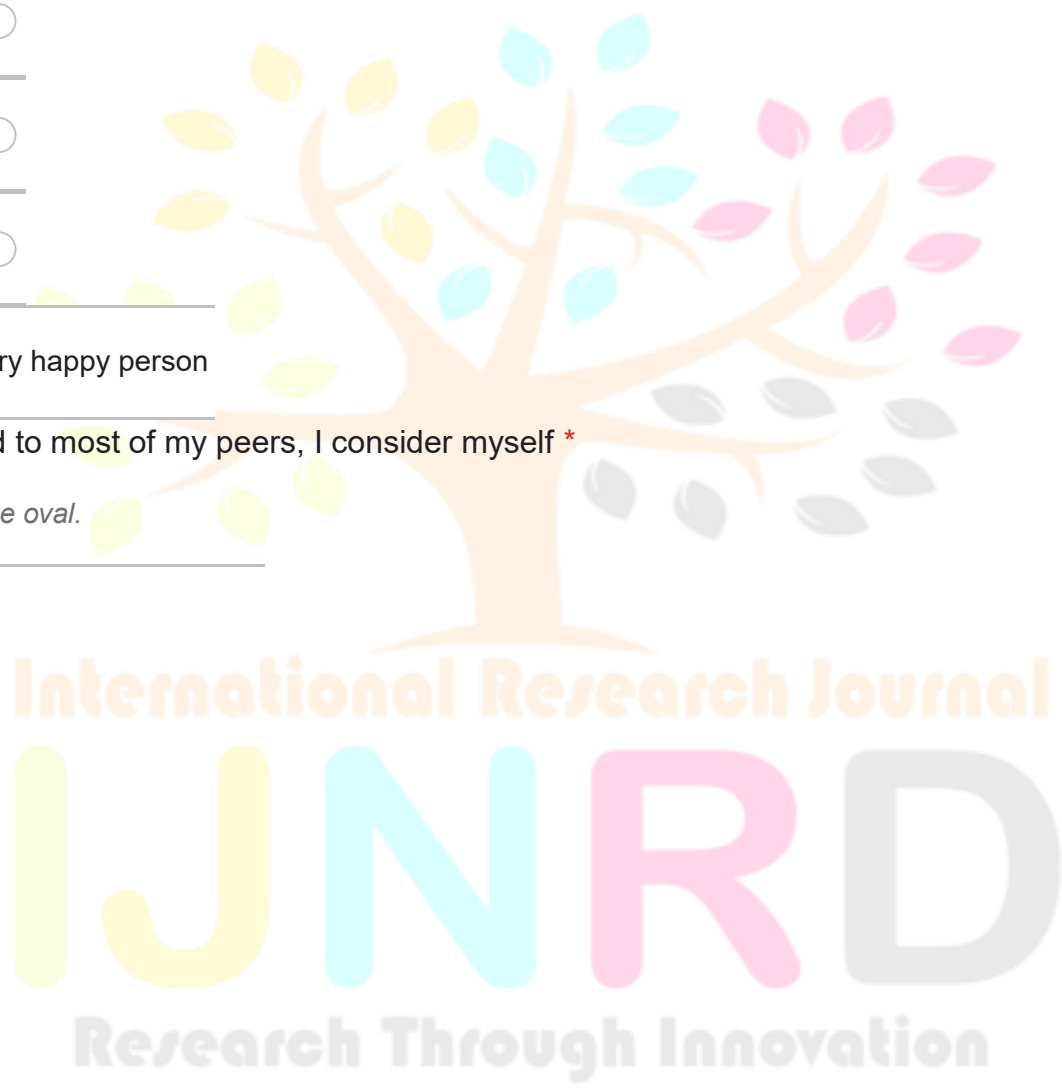 ry happy person
d to most of my peers, I consider myself *
e oval.
International Research Journal
IJNRD
Research Through Innovation